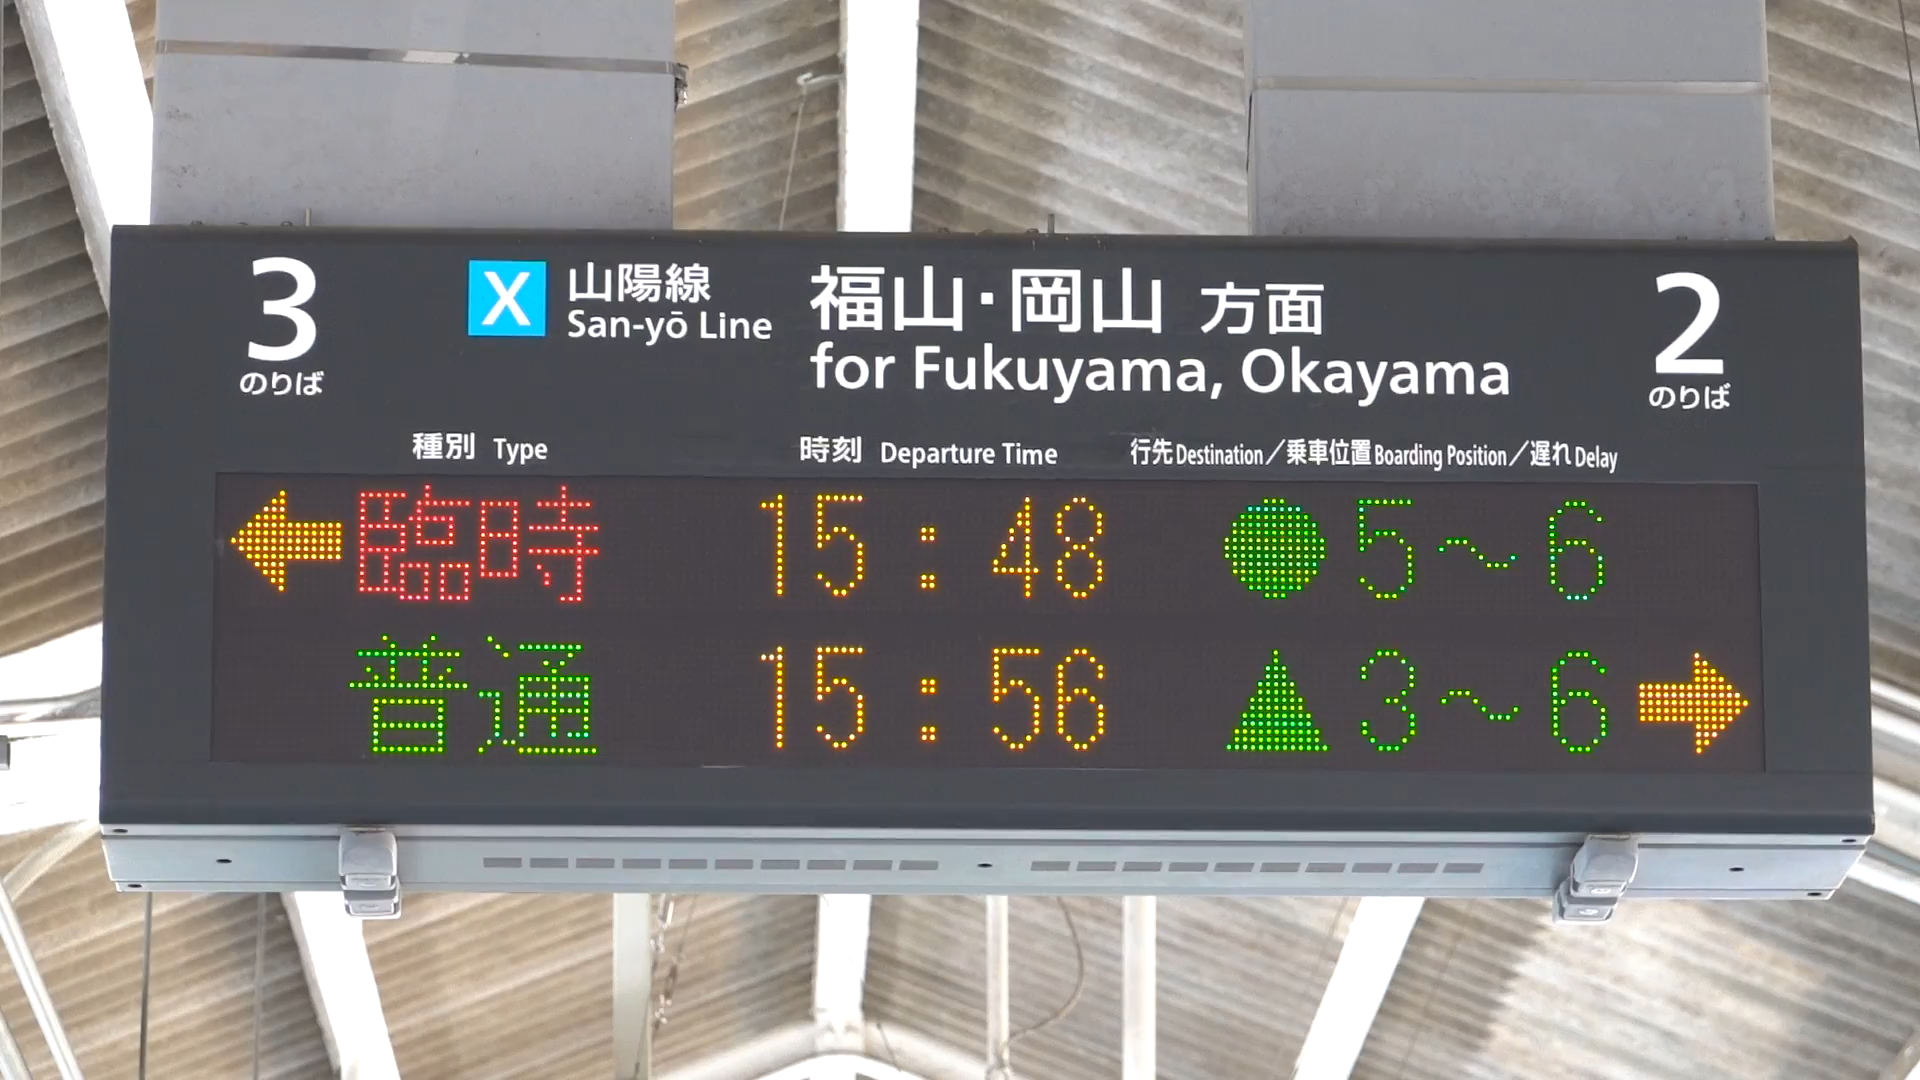 3
のりば
X 山陽線
San-yō Line
福山・岡山 方面
for Fukuyama, Okayama
2
のりば
種別 Type 時刻 Departure Time 行先 Destination／乗車位置 Boarding Position／遅れ Delay
← 臨時 15:48 ●5～6
普通 15:56 ▲3～6 →